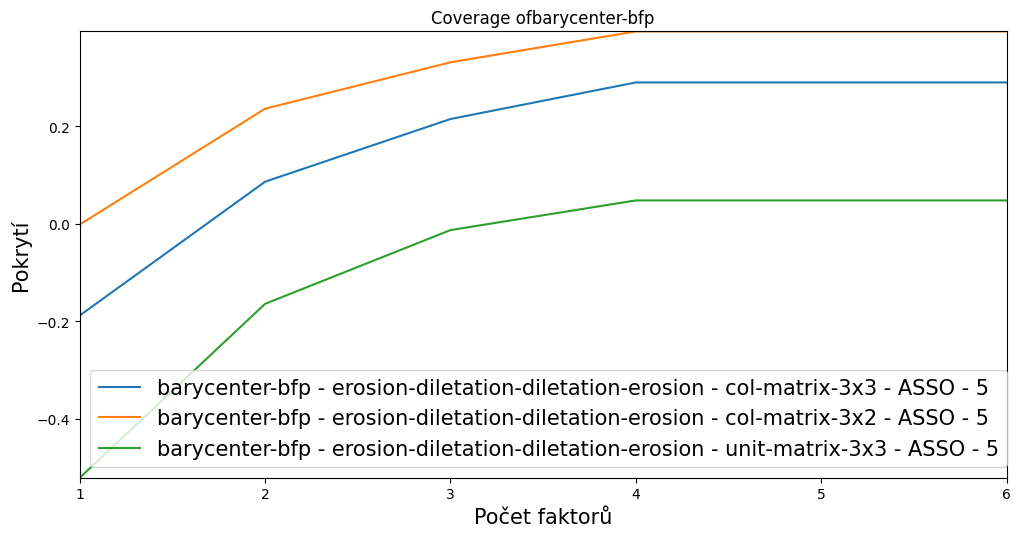 Coverage ofbarycenter-bfp
Pokrytí
0.2
0.0
−0.2
−0.4
barycenter-bfp - erosion-diletation-diletation-erosion - col-matrix-3x3 - ASSO - 5
barycenter-bfp - erosion-diletation-diletation-erosion - col-matrix-3x2 - ASSO - 5
barycenter-bfp - erosion-diletation-diletation-erosion - unit-matrix-3x3 - ASSO - 5
1 2 3 4 5 6
Počet faktorů